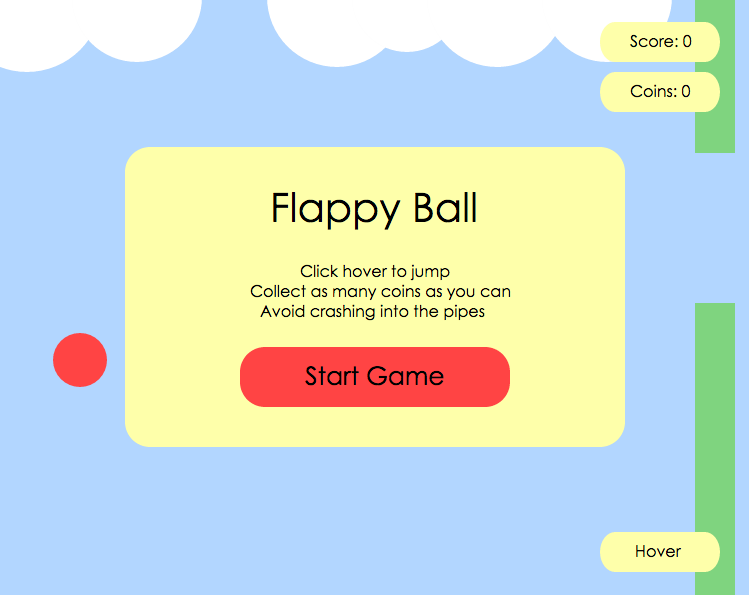 Score: 0
Coins: 0
Flappy Ball
Click hover to jump
Collect as many coins as you can
Avoid crashing into the pipes
Start Game
Hover